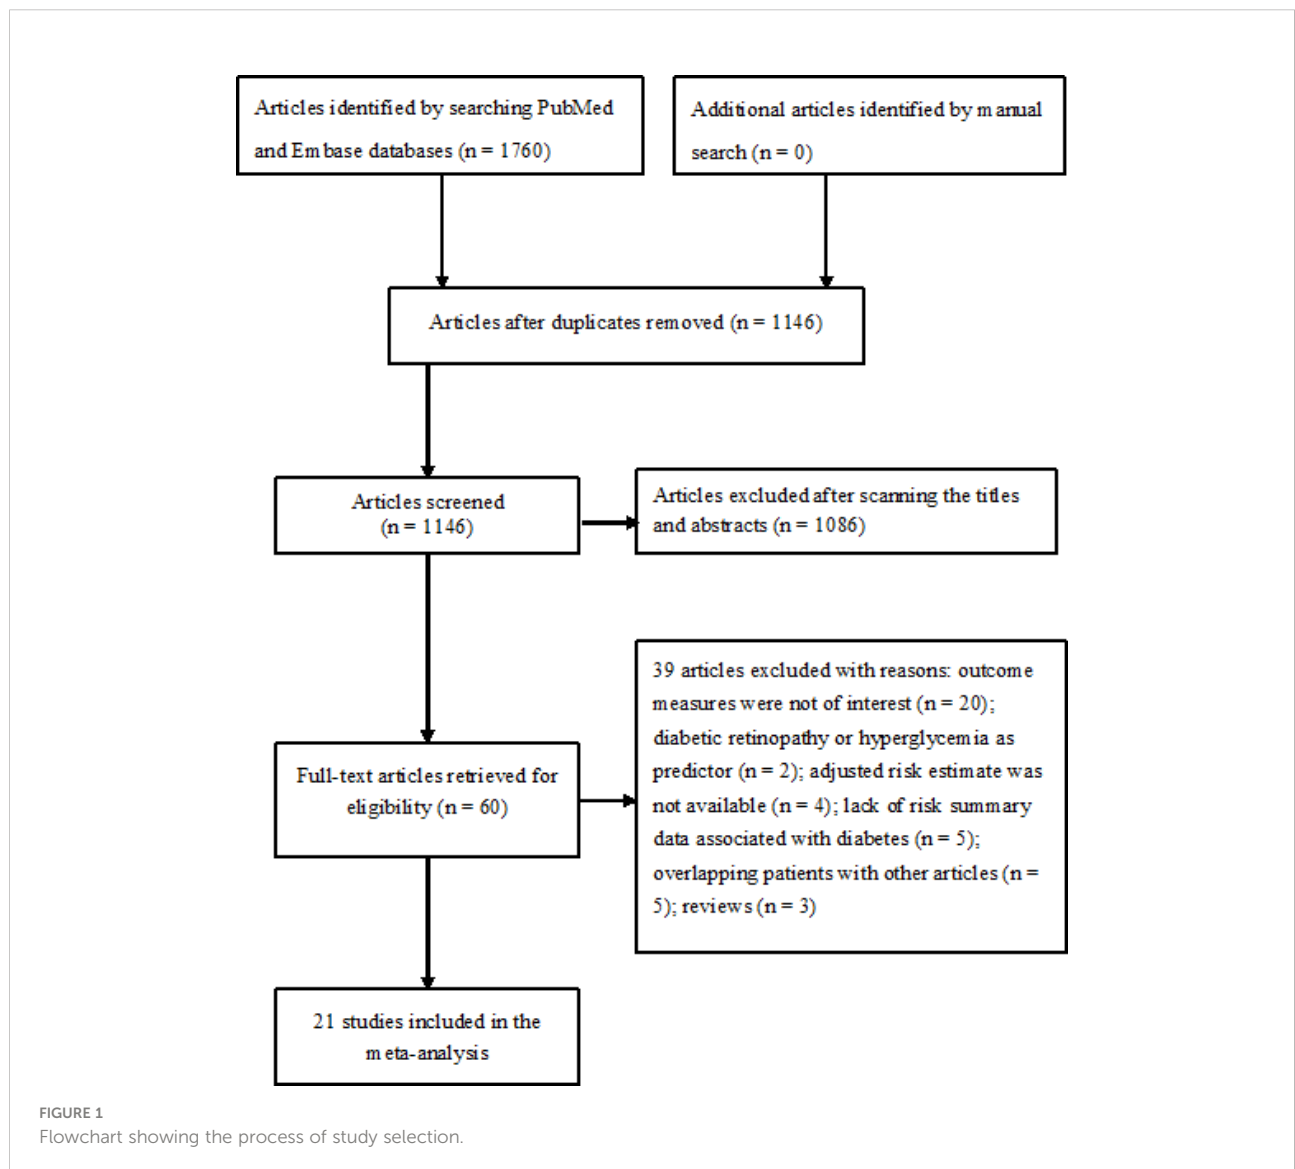 Articles identified by searching PubMed
and Embase databases (n = 1760)
Additional articles identified by manual
search (n = 0)
Articles after duplicates removed (n = 1146)
Articles screened
(n = 1146)
Articles excluded after scanning the titles
and abstracts (n = 1086)
39 articles excluded with reasons: outcome
measures were not of interest (n = 20);
diabetic retinopathy or hyperglycemia as
predictor (n = 2); adjusted risk estimate was
not available (n = 4); lack of risk summary
data associated with diabetes (n = 5);
overlapping patients with other articles (n =
5); reviews (n = 3)
Full-text articles retrieved for
eligibility (n = 60)
21 studies included in the
meta-analysis
FIGURE 1
Flowchart showing the process of study selection.